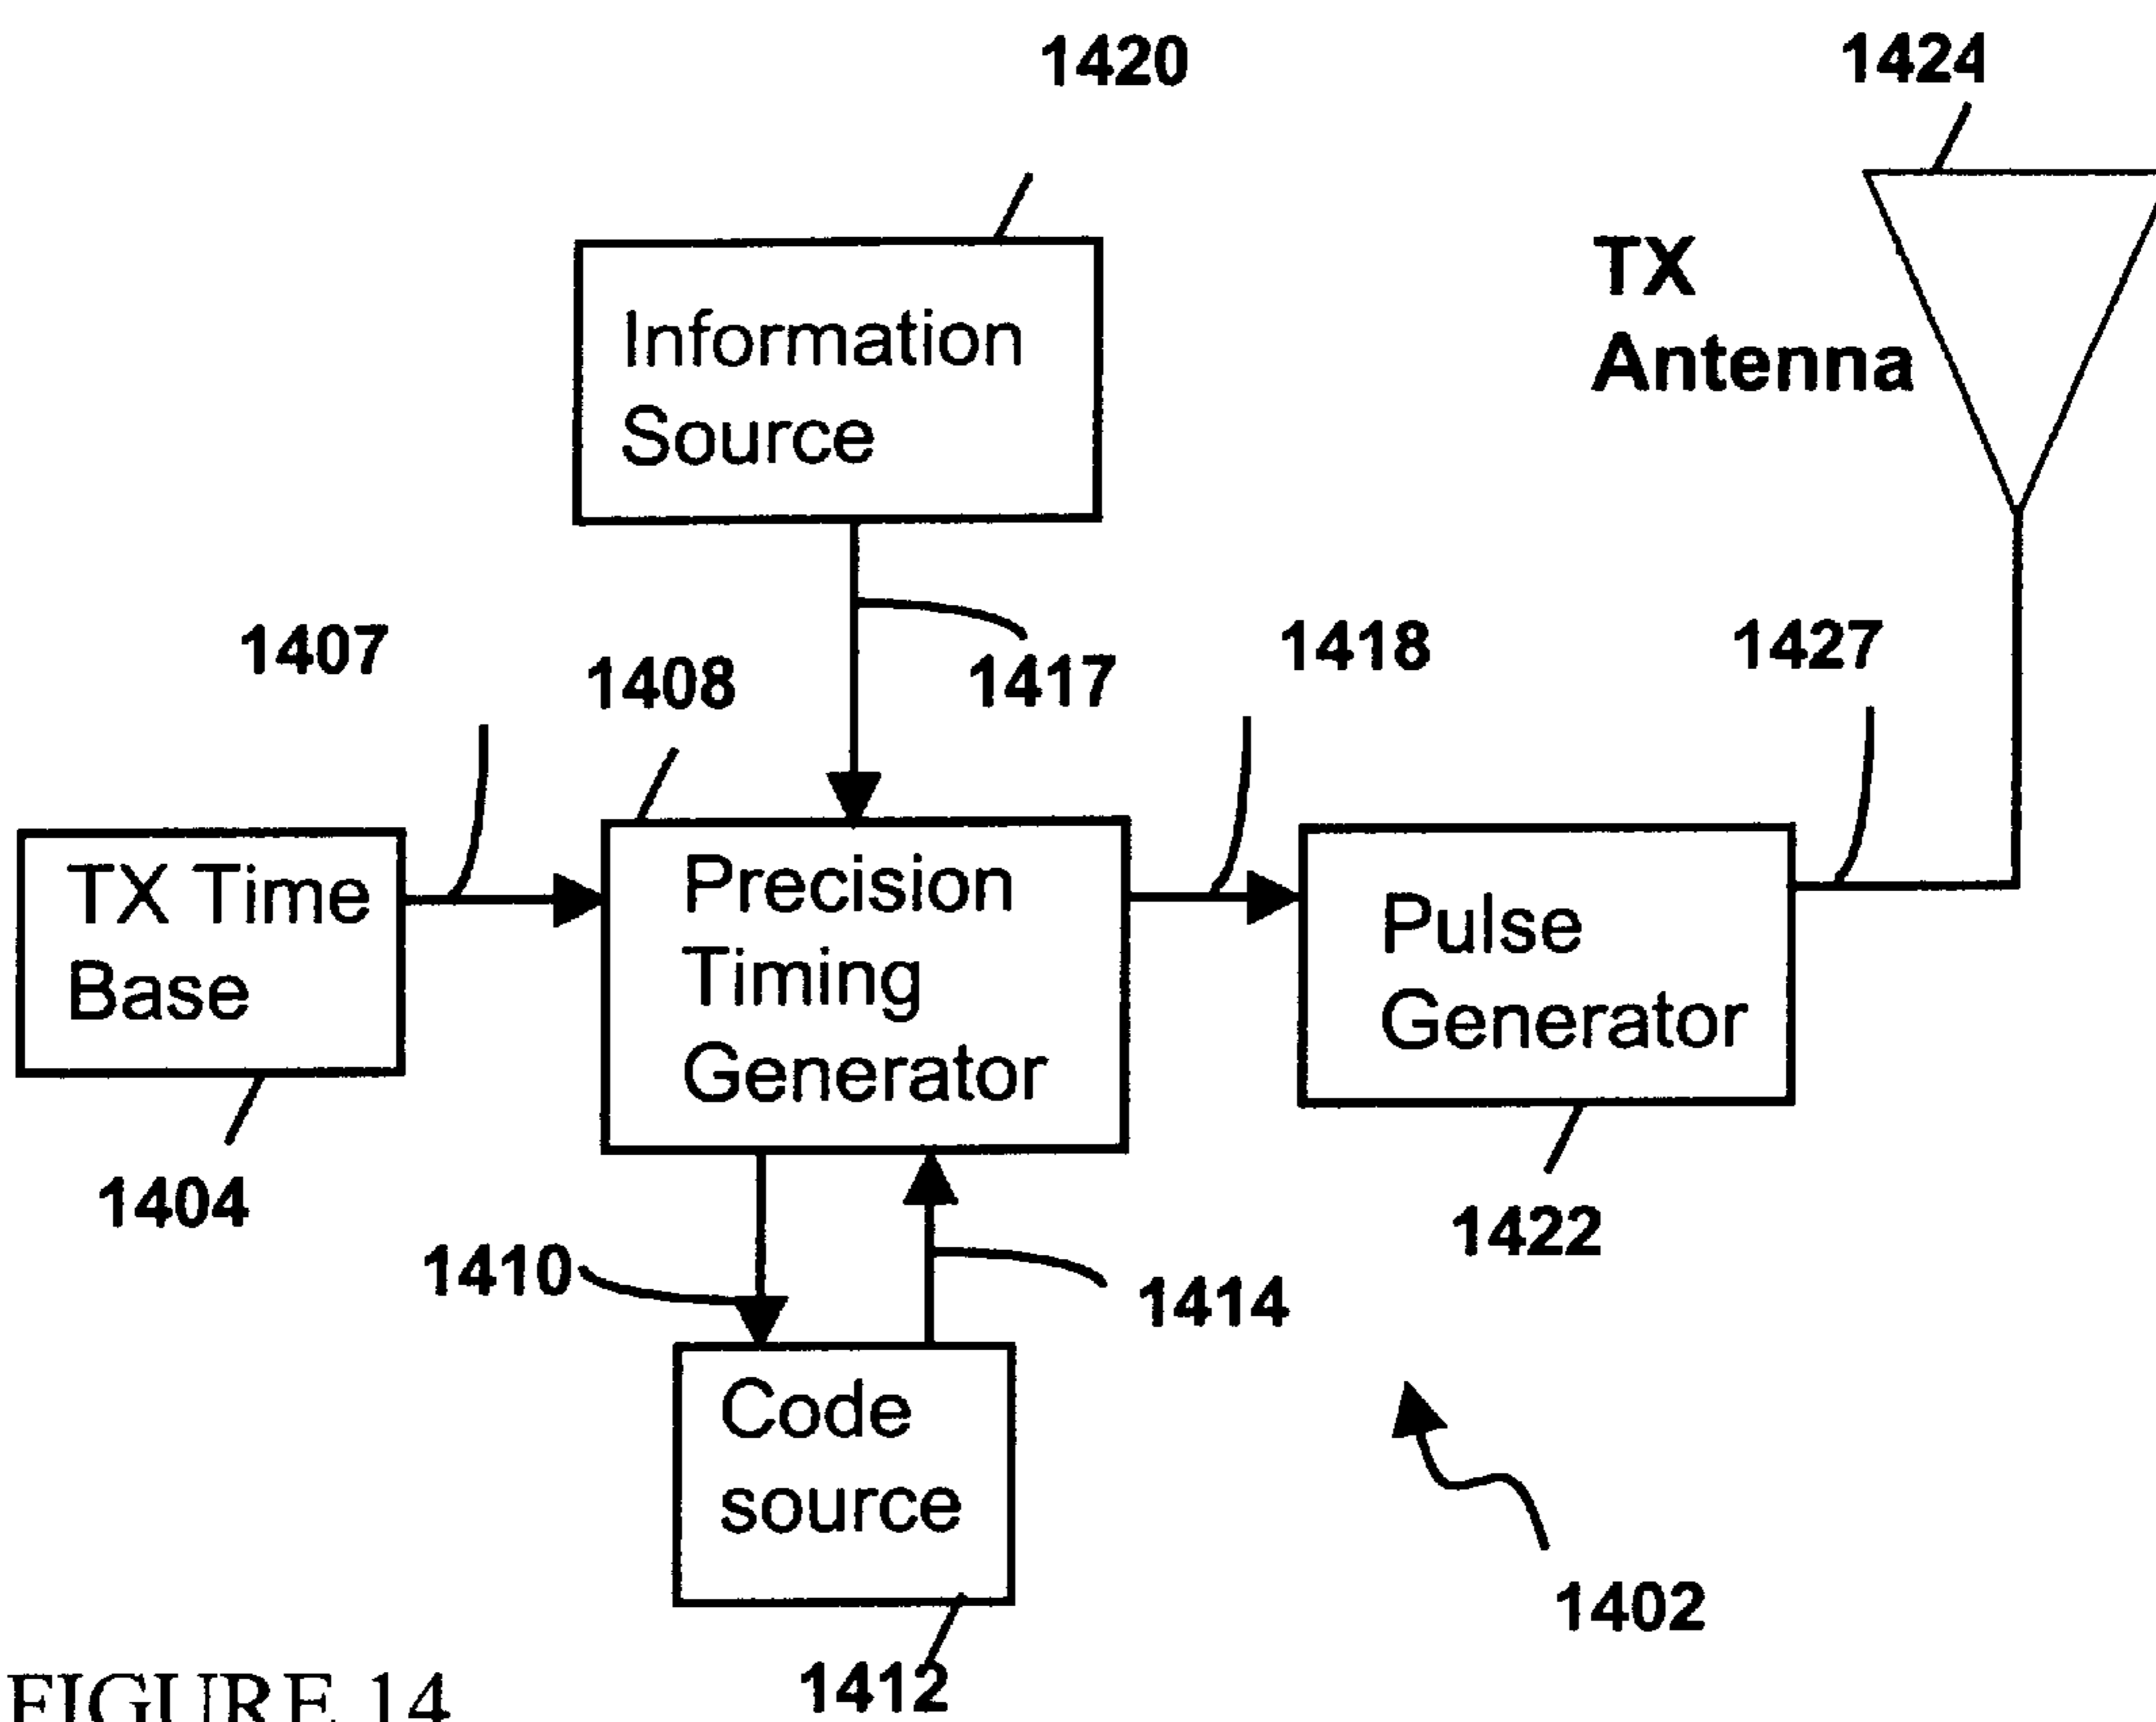 1420
1424
Information
Source
TX
Antenna
1407
1408
1417
1418
1427
TX Time
Base
Precision
Timing
Generator
Pulse
Generator
1404
1410
1414
1422
Code
source
1402
1412
FIGURE 14